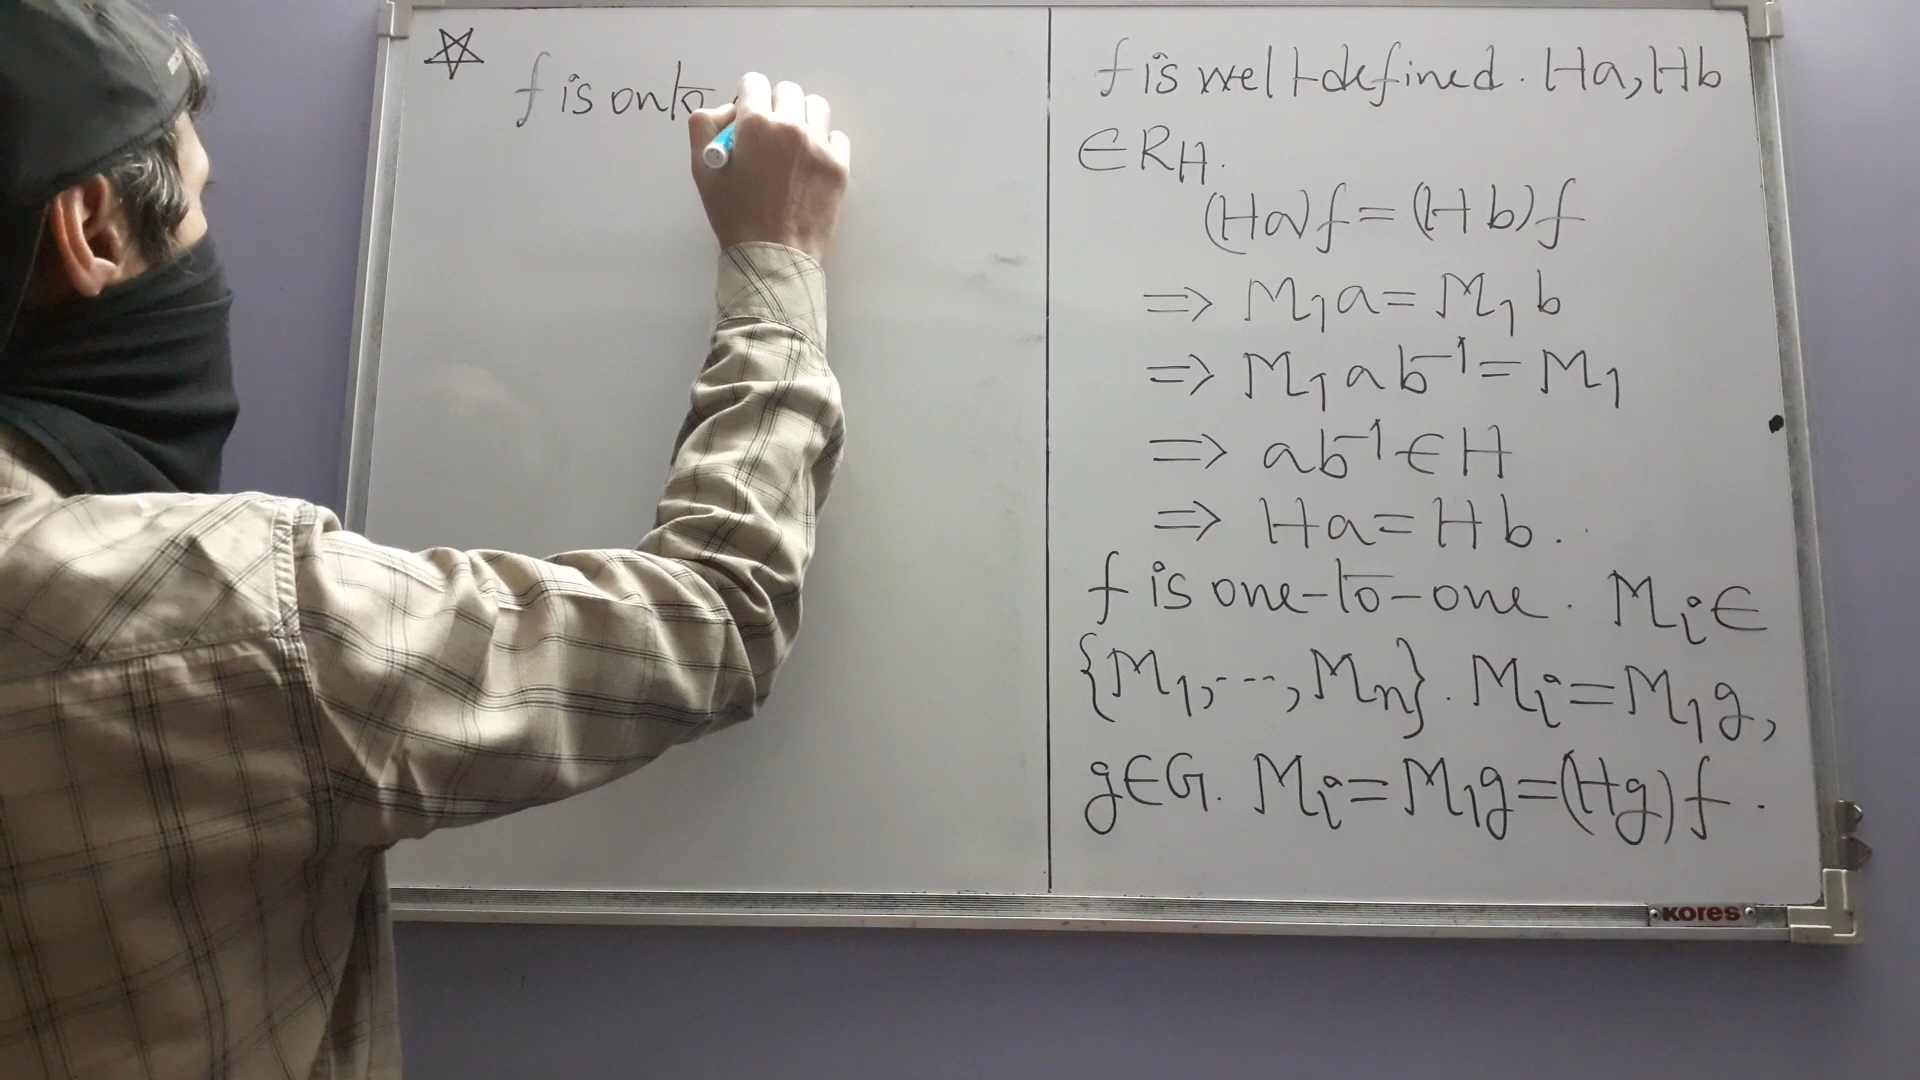 f is onto
f is well-defined. Ha, Hb
∈ R_H.
(Ha)f = (Hb)f
⇒ M₁a = M₁b
⇒ M₁ab⁻¹ = M₁
⇒ ab⁻¹ ∈ H
⇒ Ha = Hb.
f is one-to-one. Mᵢ ∈
{M₁, ---, Mₙ}. Mᵢ = M₁g,
g ∈ G. Mᵢ = M₁g = (Hg)f.
KORES